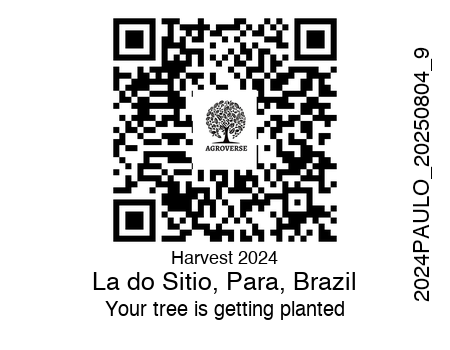 AGROVERSE
Harvest 2024
La do Sitio, Para, Brazil
Your tree is getting planted
2024PAULO_20250804_9